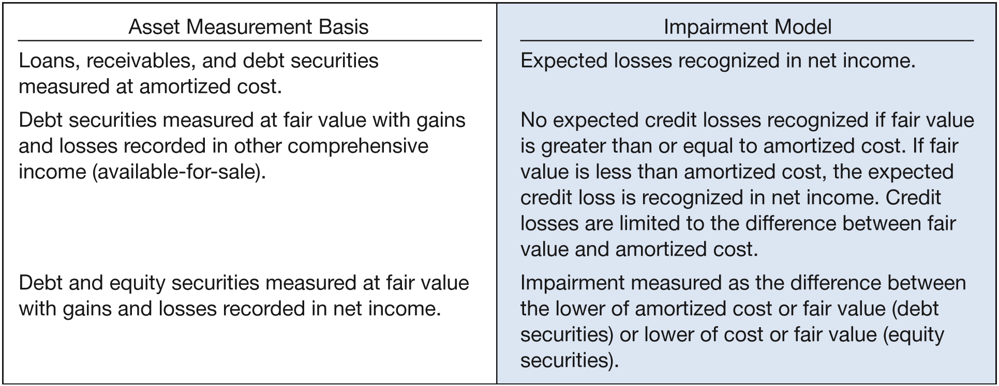 Asset Measurement Basis
Impairment Model
Loans, receivables, and debt securities
measured at amortized cost.
Expected losses recognized in net income.
Debt securities measured at fair value with gains
and losses recorded in other comprehensive
income (available-for-sale).
No expected credit losses recognized if fair value
is greater than or equal to amortized cost. If fair
value is less than amortized cost, the expected
credit loss is recognized in net income. Credit
losses are limited to the difference between fair
value and amortized cost.
Debt and equity securities measured at fair value
with gains and losses recorded in net income.
Impairment measured as the difference between
the lower of amortized cost or fair value (debt
securities) or lower of cost or fair value (equity
securities).